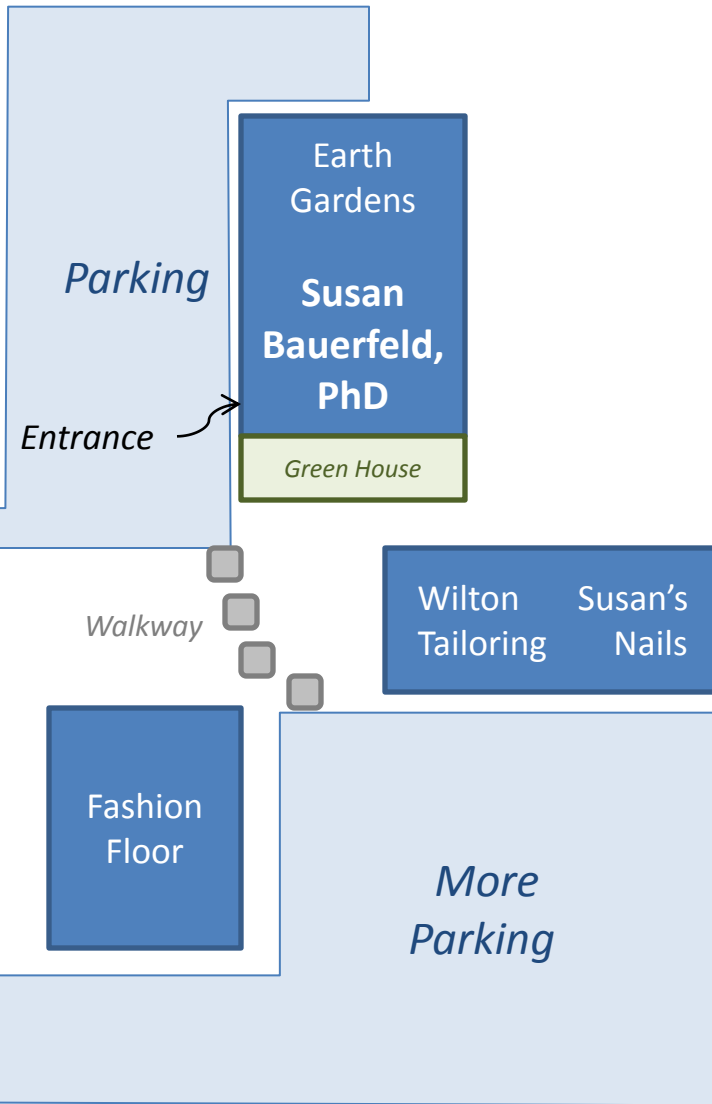 Earth
Gardens
Parking
Susan
Bauerfeld,
PhD
Entrance
Green House
Walkway
Wilton Susan's
Tailoring Nails
Fashion
Floor
More
Parking